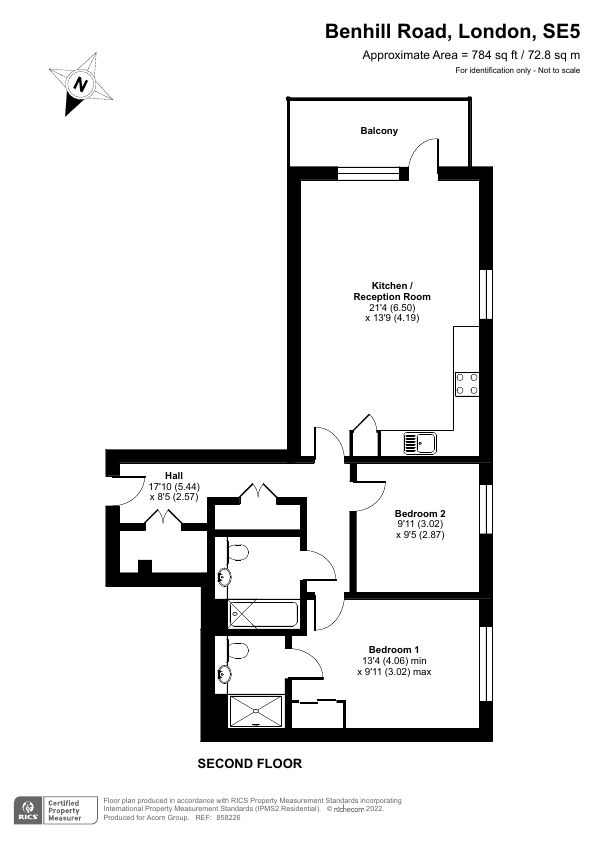 Benhill Road, London, SE5
Approximate Area = 784 sq ft / 72.8 sq m
For identification only - Not to scale
N
Balcony
Kitchen /
Reception Room
21'4 (6.50)
x 13'9 (4.19)
Hall
17'10 (5.44)
x 8'5 (2.57)
Bedroom 2
9'11 (3.02)
x 9'5 (2.87)
Bedroom 1
13'4 (4.06) min
x 9'11 (3.02) max
SECOND FLOOR
RICS
Certified
Property
Measurer
Floor plan produced in accordance with RICS Property Measurement Standards incorporating
International Property Measurement Standards (IPMS2 Residential). © nichecom 2022.
Produced for Acorn Group. REF: 858226